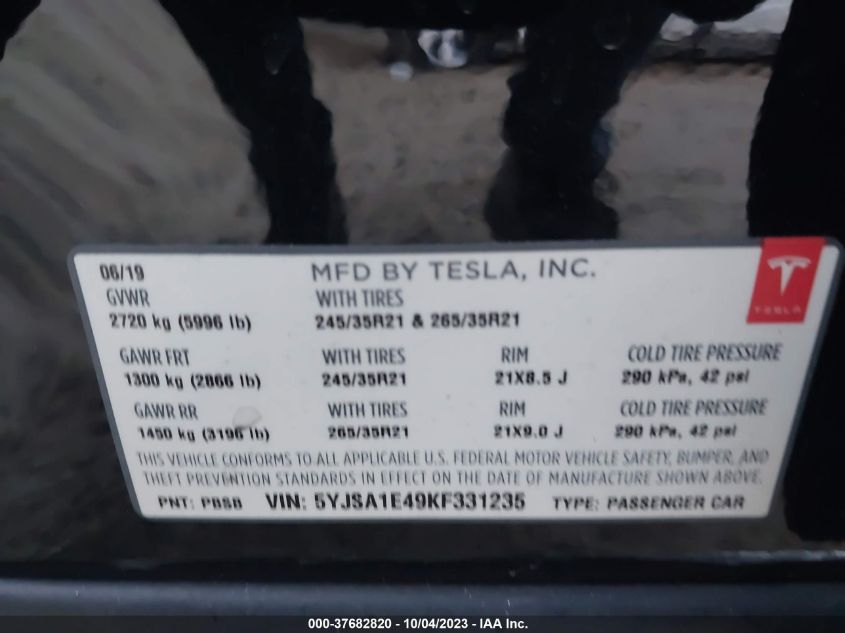 06/19 MFD BY TESLA, INC.
GVWR WITH TIRES
2720 kg (5996 lb) 245/35R21 & 265/35R21
TESLA
GAWR FRT WITH TIRES RIM COLD TIRE PRESSURE
1300 kg (2866 lb) 245/35R21 21X8.5 J 290 kPa, 42 psi
GAWR RR WITH TIRES RIM COLD TIRE PRESSURE
1450 kg (3196 lb) 265/35R21 21X9.0 J 290 kPa, 42 psi
THIS VEHICLE CONFORMS TO ALL APPLICABLE U.S. FEDERAL MOTOR VEHICLE SAFETY, BUMPER, AND
THEFT PREVENTION STANDARDS IN EFFECT ON THE DATE OF MANUFACTURE SHOWN ABOVE.
PNT: PBSB VIN: 5YJSA1E49KF331235 TYPE: PASSENGER CAR
000-37682820 - 10/04/2023 - IAA Inc.